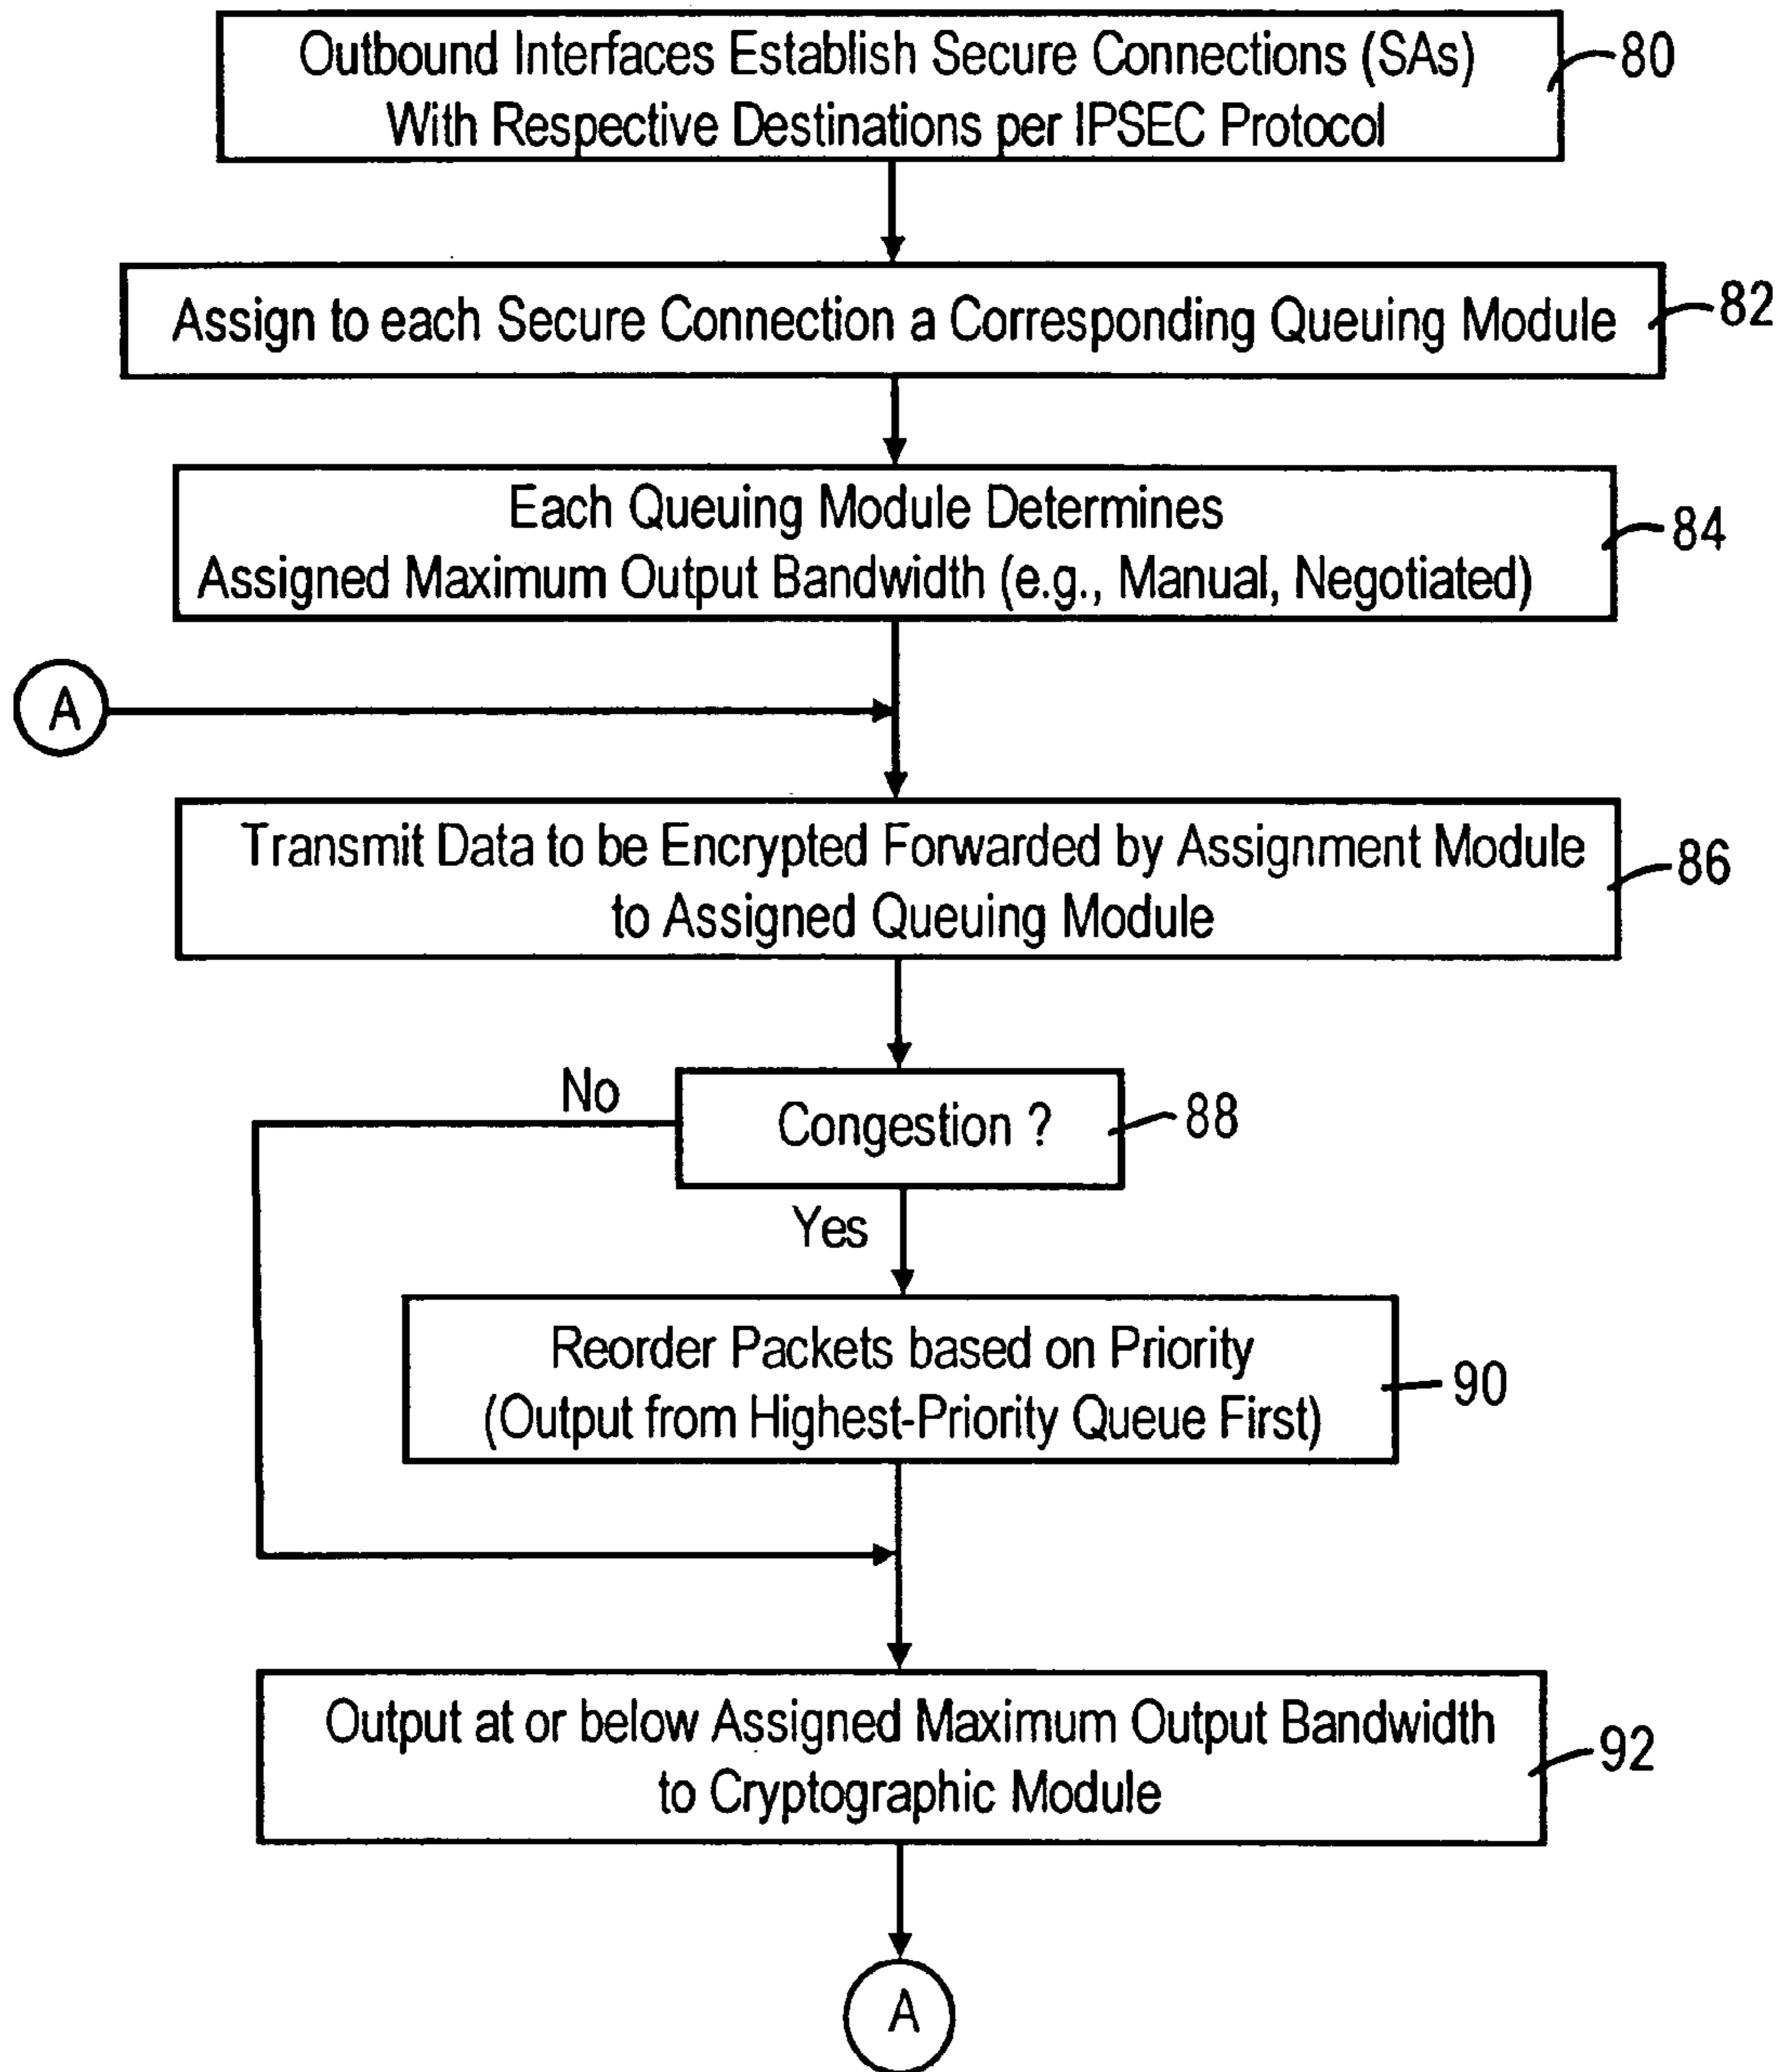 Outbound Interfaces Establish Secure Connections (SAs)
With Respective Destinations per IPSEC Protocol
80
Assign to each Secure Connection a Corresponding Queuing Module
82
Each Queuing Module Determines
Assigned Maximum Output Bandwidth (e.g., Manual, Negotiated)
84
A
Transmit Data to be Encrypted Forwarded by Assignment Module
to Assigned Queuing Module
86
No
Congestion ?
88
Yes
Reorder Packets based on Priority
(Output from Highest-Priority Queue First)
90
Output at or below Assigned Maximum Output Bandwidth
to Cryptographic Module
92
A